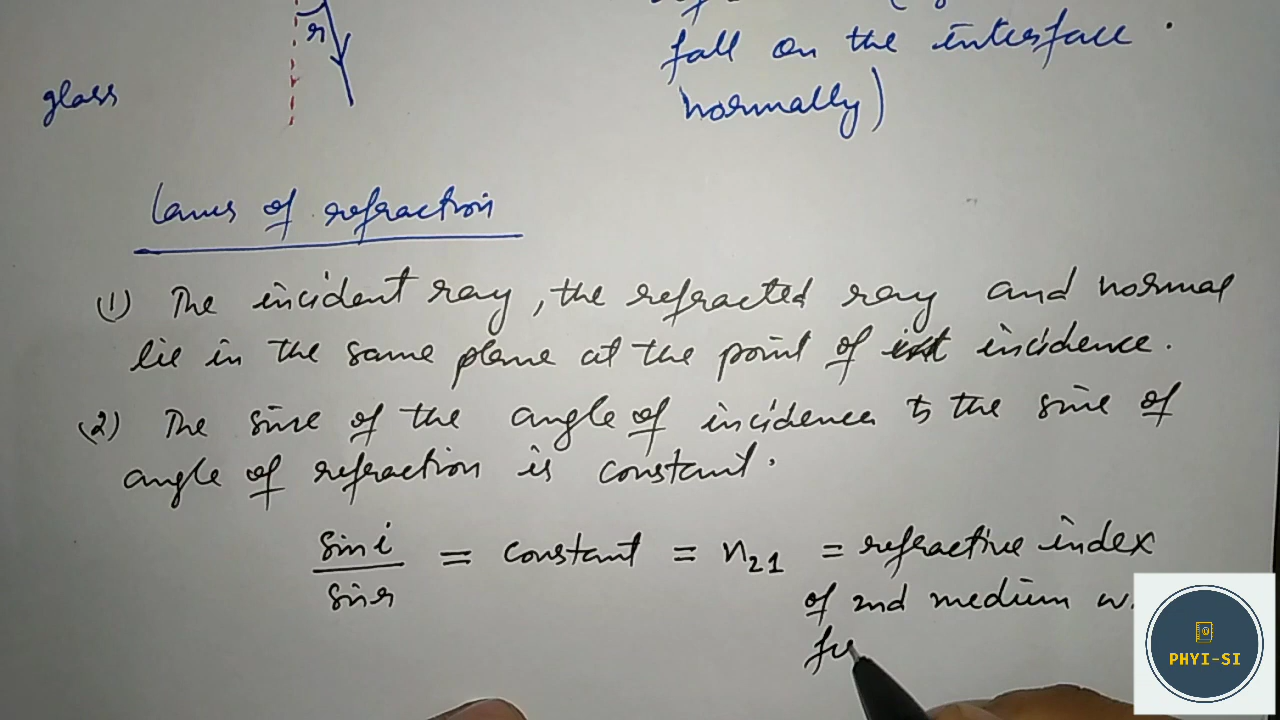 r
fall on the interface.
glass
normally)
Laws of refraction
(1) The incident ray, the refracted ray and normal
lie in the same plane at the point of incidence.
(2) The sine of the angle of incidence to the sine of
angle of refraction is constant.
sin i / sin r = constant = n₂₁ = refractive index
of 2nd medium w.
PHYI-SI